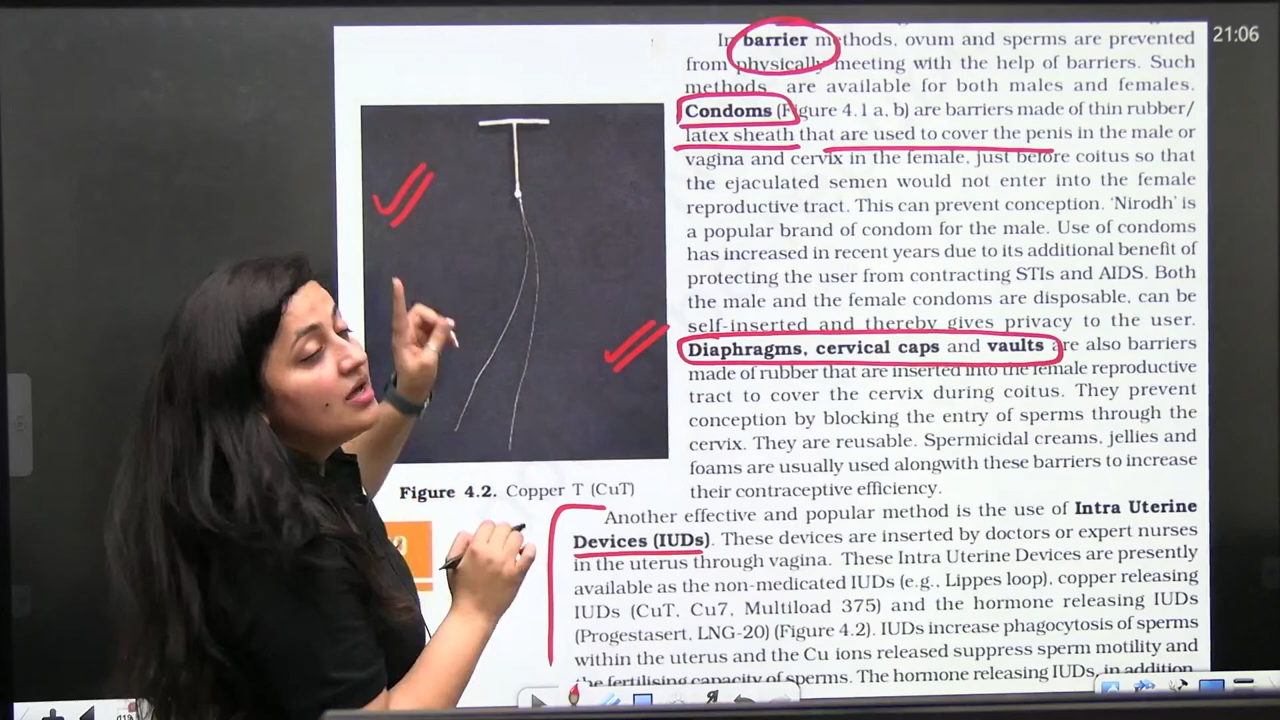 21:06
In barrier methods, ovum and sperms are prevented
from physically meeting with the help of barriers. Such
methods are available for both males and females.
Condoms (Figure 4.1 a, b) are barriers made of thin rubber/
latex sheath that are used to cover the penis in the male or
vagina and cervix in the female, just before coitus so that
the ejaculated semen would not enter into the female
reproductive tract. This can prevent conception. ‘Nirodh’ is
a popular brand of condom for the male. Use of condoms
has increased in recent years due to its additional benefit of
protecting the user from contracting STIs and AIDS. Both
the male and the female condoms are disposable, can be
self-inserted and thereby gives privacy to the user.
Diaphragms, cervical caps and vaults are also barriers
made of rubber that are inserted into the female reproductive
tract to cover the cervix during coitus. They prevent
conception by blocking the entry of sperms through the
cervix. They are reusable. Spermicidal creams, jellies and
foams are usually used alongwith these barriers to increase
their contraceptive efficiency.
Figure 4.2. Copper T (CuT)
Another effective and popular method is the use of Intra Uterine
Devices (IUDs). These devices are inserted by doctors or expert nurses
in the uterus through vagina. These Intra Uterine Devices are presently
available as the non-medicated IUDs (e.g., Lippes loop), copper releasing
IUDs (CuT, Cu7, Multiload 375) and the hormone releasing IUDs
(Progestasert, LNG-20) (Figure 4.2). IUDs increase phagocytosis of sperms
within the uterus and the Cu ions released suppress sperm motility and
the fertilising capacity of sperms. The hormone releasing IUDs, in addition